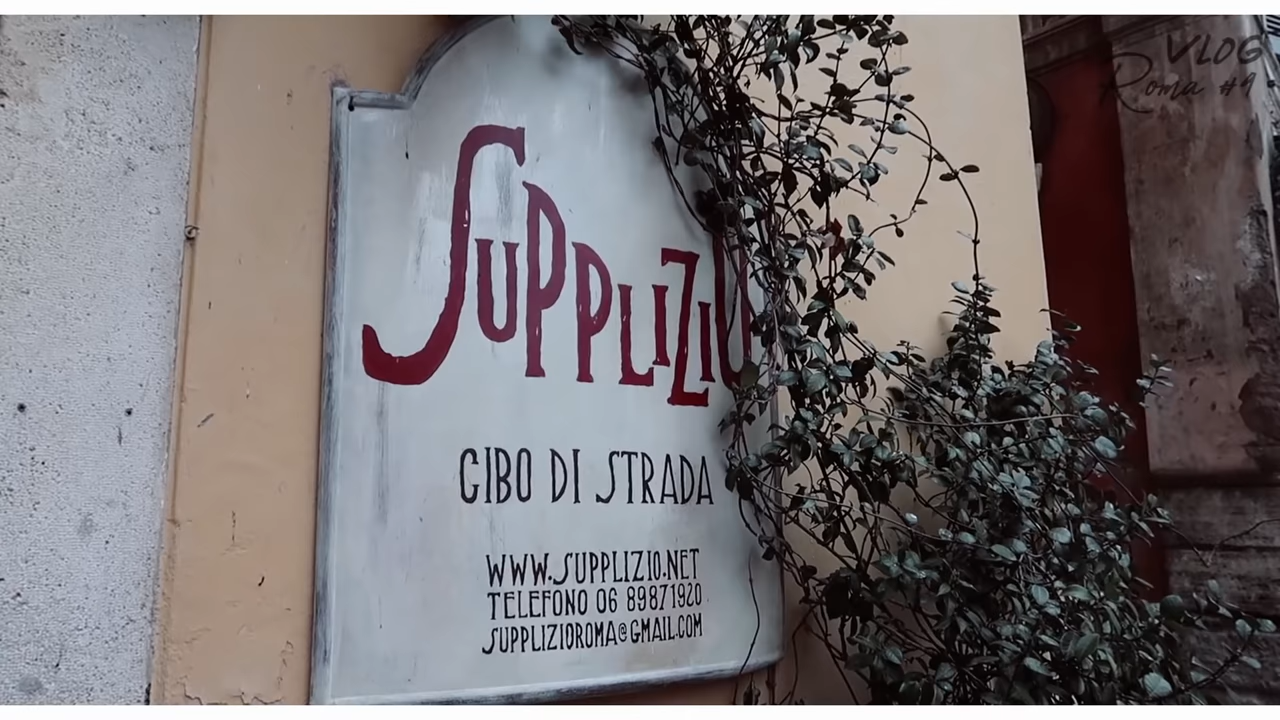 VLOG
Roma #9
SUPPLIZIO
CIBO DI STRADA
WWW.SUPPLIZIO.NET
TELEFONO 06 89871920
SUPPLIZIOROMA@GMAIL.COM